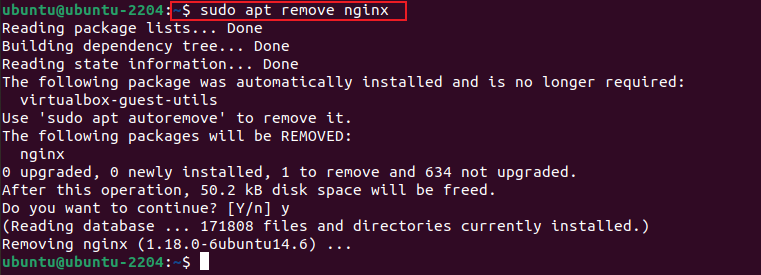 ubuntu@ubuntu-2204:~$ sudo apt remove nginx
Reading package lists... Done
Building dependency tree... Done
Reading state information... Done
The following package was automatically installed and is no longer required:
  virtualbox-guest-utils
Use 'sudo apt autoremove' to remove it.
The following packages will be REMOVED:
  nginx
0 upgraded, 0 newly installed, 1 to remove and 634 not upgraded.
After this operation, 50.2 kB disk space will be freed.
Do you want to continue? [Y/n] y
(Reading database ... 171808 files and directories currently installed.)
Removing nginx (1.18.0-6ubuntu14.6) ...
ubuntu@ubuntu-2204:~$